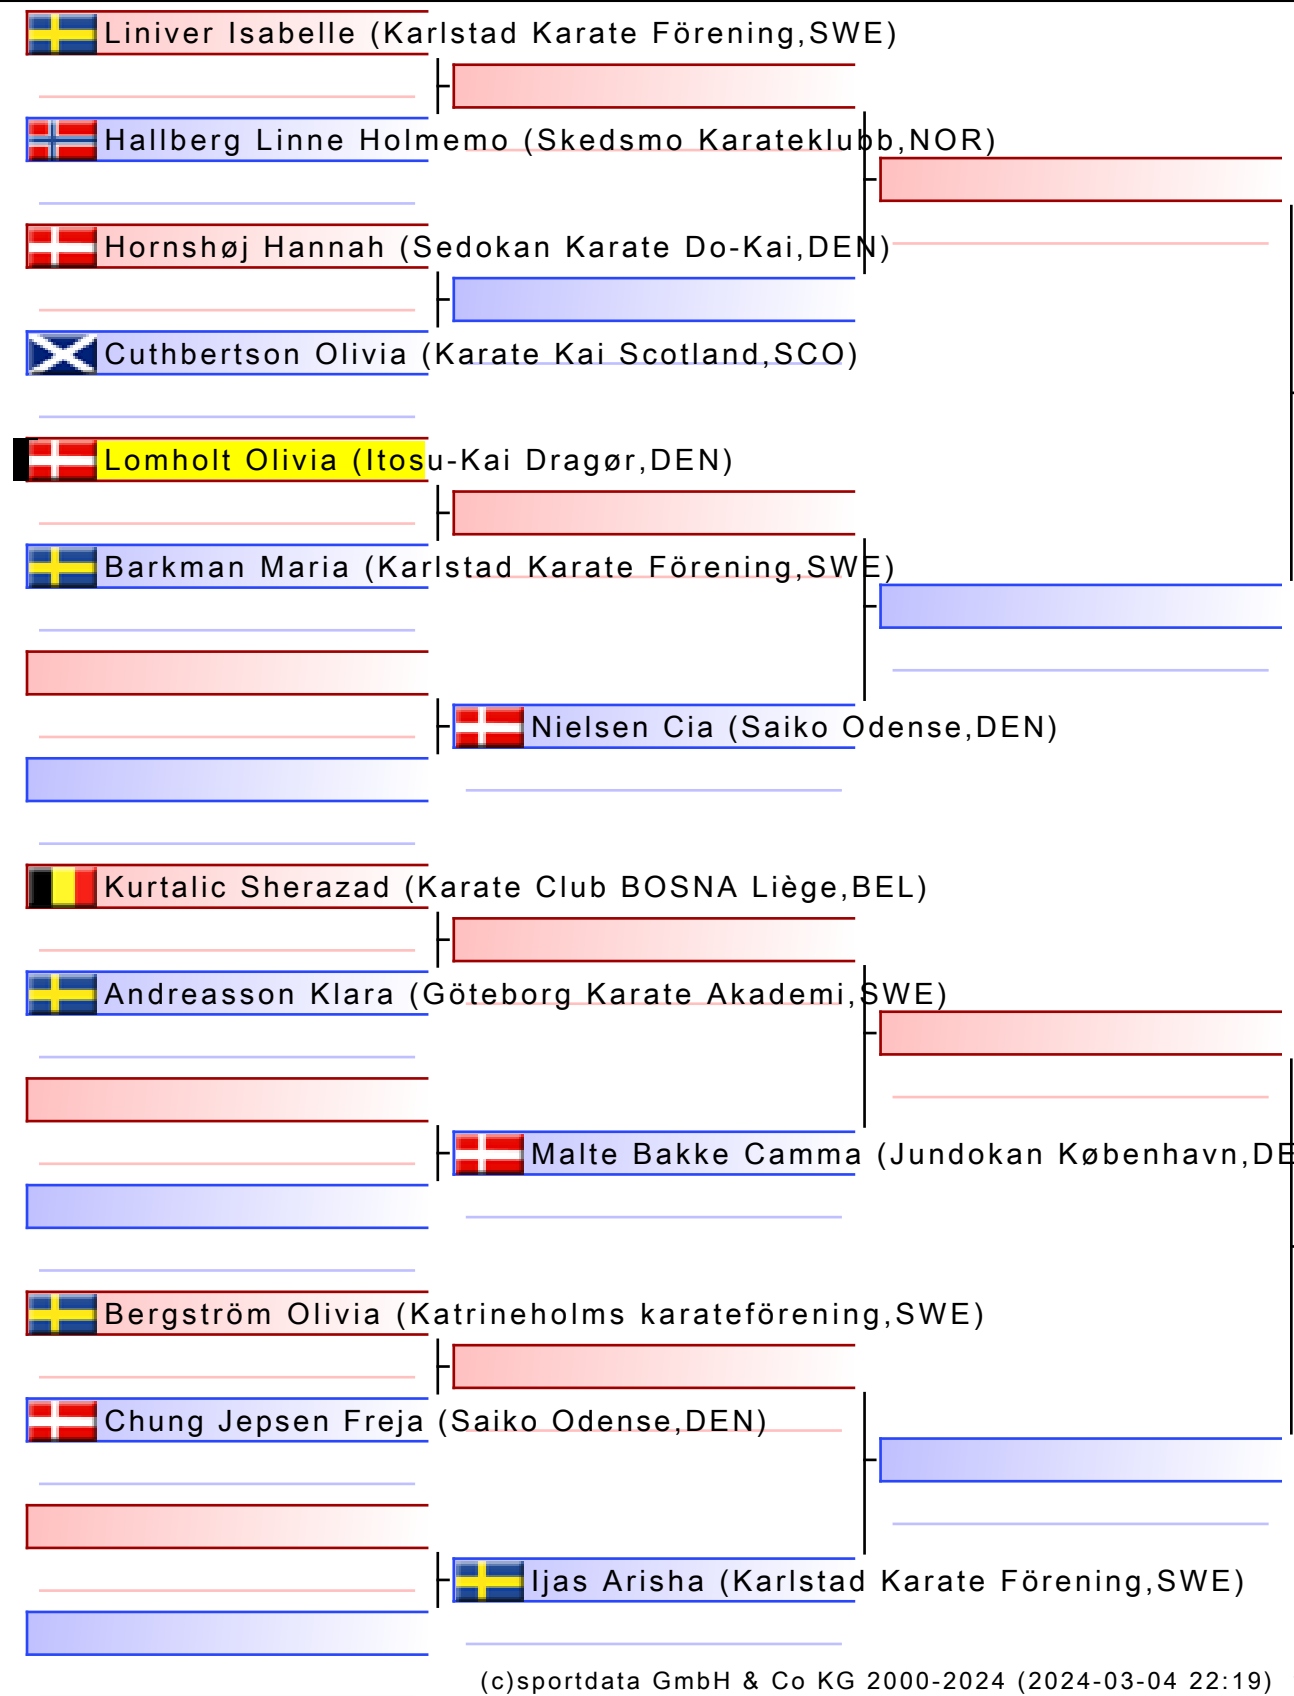 Liniver Isabelle (Karlstad Karate Förening,SWE)
Hallberg Linne Holmemo (Skedsmo Karateklubb,NOR)
Hornshøj Hannah (Sedokan Karate Do-Kai,DEN)
Cuthbertson Olivia (Karate Kai Scotland,SCO)
Lomholt Olivia (Itosu-Kai Dragør,DEN)
Barkman Maria (Karlstad Karate Förening,SWE)
Nielsen Cia (Saiko Odense,DEN)
Kurtalic Sherazad (Karate Club BOSNA Liège,BEL)
Andreasson Klara (Göteborg Karate Akademi,SWE)
Malte Bakke Camma (Jundokan København,DE
Bergström Olivia (Katrineholms karateförening,SWE)
Chung Jepsen Freja (Saiko Odense,DEN)
Ijas Arisha (Karlstad Karate Förening,SWE)
(c)sportdata GmbH & Co KG 2000-2024 (2024-03-04 22:19)